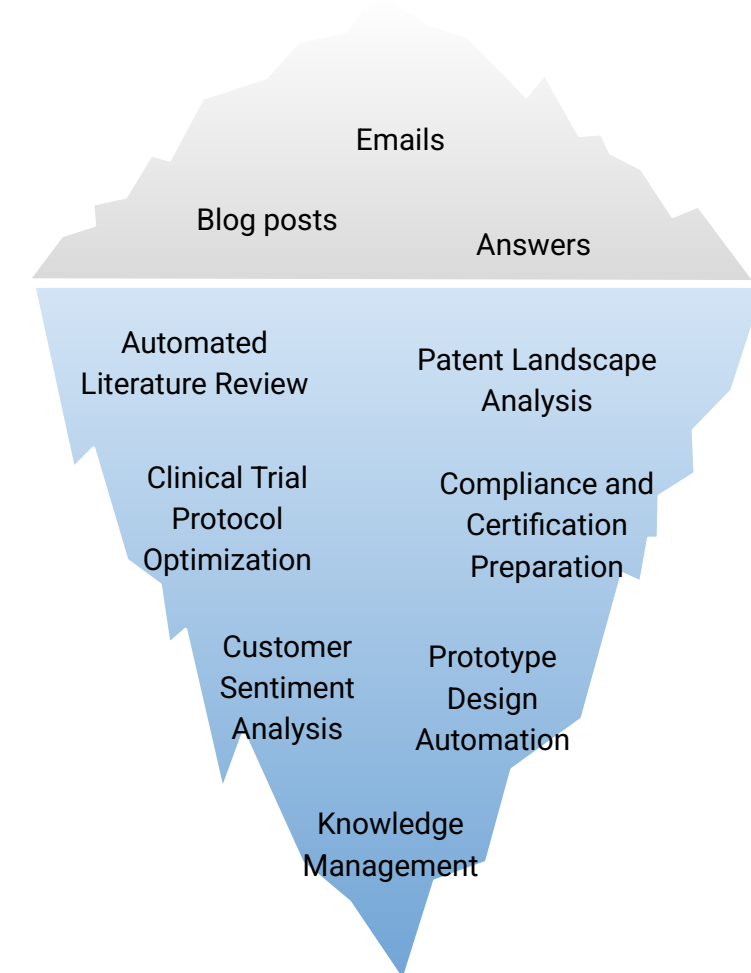 Emails
Blog posts
Answers
Automated
Literature Review
Patent Landscape
Analysis
Clinical Trial
Protocol
Optimization
Compliance and
Certification
Preparation
Customer
Sentiment
Analysis
Prototype
Design
Automation
Knowledge
Management